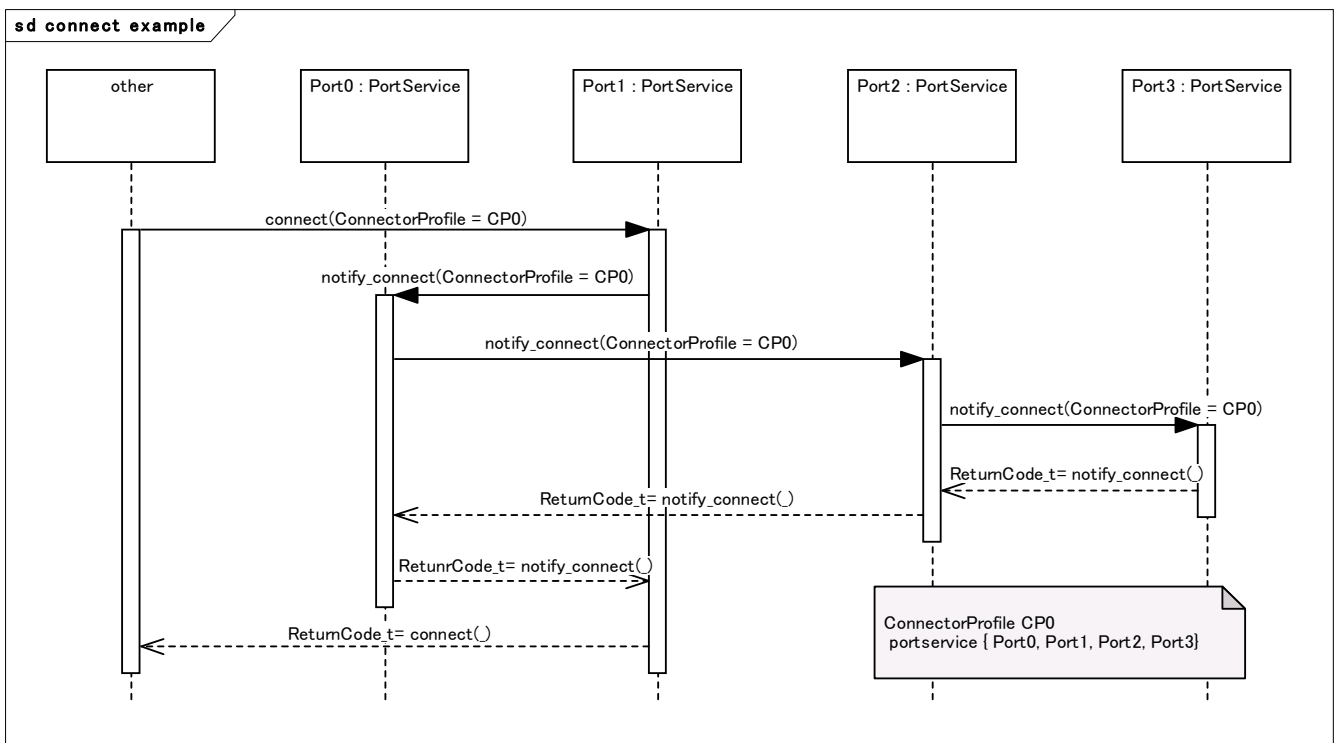 sd connect example
other
Port0 : PortService
Port1 : PortService
Port2 : PortService
Port3 : PortService
connect(ConnectorProfile = CP0)
notify_connect(ConnectorProfile = CP0)
notify_connect(ConnectorProfile = CP0)
notify_connect(ConnectorProfile = CP0)
ReturnCode_t= notify_connect(_)
ReturnCode_t= notify_connect(_)
RetunrCode_t= notify_connect(_)
ReturnCode_t= connect(_)
ConnectorProfile CP0
portservice { Port0, Port1, Port2, Port3}